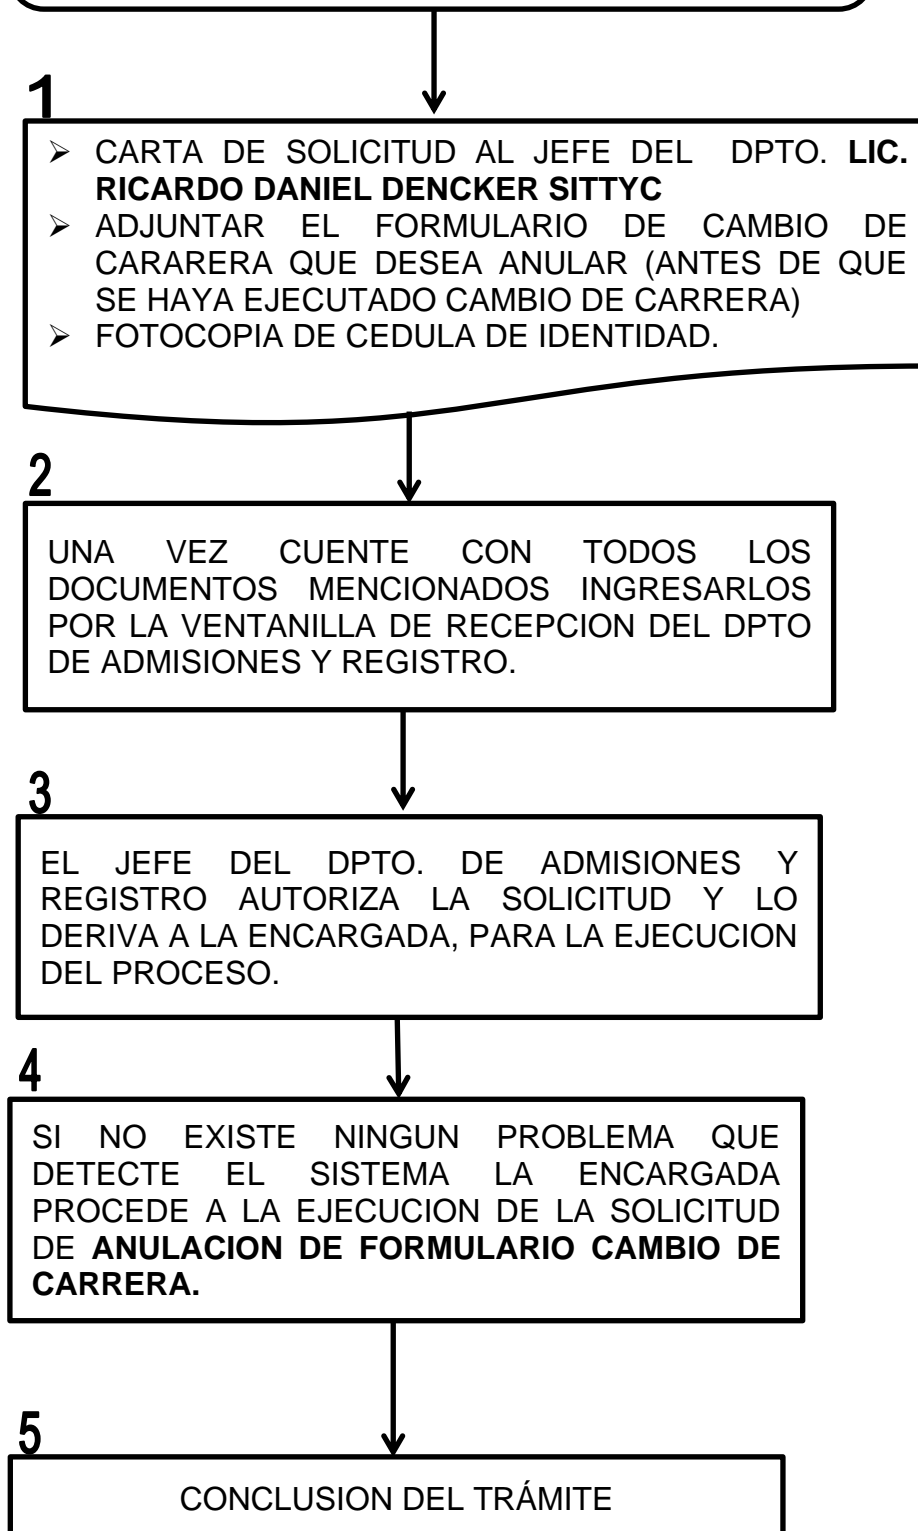 1
➢ CARTA DE SOLICITUD AL JEFE DEL DPTO. LIC.
RICARDO DANIEL DENCKER SITTYC
➢ ADJUNTAR EL FORMULARIO DE CAMBIO DE
CARARERA QUE DESEA ANULAR (ANTES DE QUE
SE HAYA EJECUTADO CAMBIO DE CARRERA)
➢ FOTOCOPIA DE CEDULA DE IDENTIDAD.
2
UNA VEZ CUENTE CON TODOS LOS
DOCUMENTOS MENCIONADOS INGRESARLOS
POR LA VENTANILLA DE RECEPCION DEL DPTO
DE ADMISIONES Y REGISTRO.
3
EL JEFE DEL DPTO. DE ADMISIONES Y
REGISTRO AUTORIZA LA SOLICITUD Y LO
DERIVA A LA ENCARGADA, PARA LA EJECUCION
DEL PROCESO.
4
SI NO EXISTE NINGUN PROBLEMA QUE
DETECTE EL SISTEMA LA ENCARGADA
PROCEDE A LA EJECUCION DE LA SOLICITUD
DE ANULACION DE FORMULARIO CAMBIO DE
CARRERA.
5
CONCLUSION DEL TRÁMITE